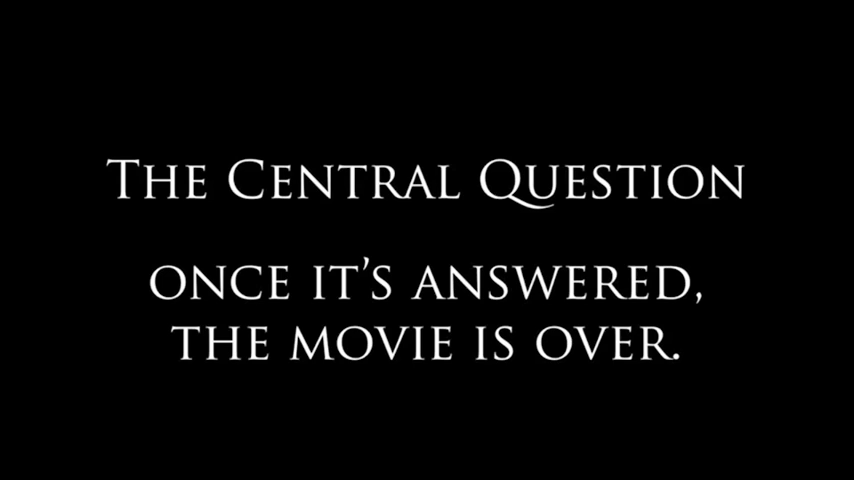 The Central Question
once it’s answered,
the movie is over.